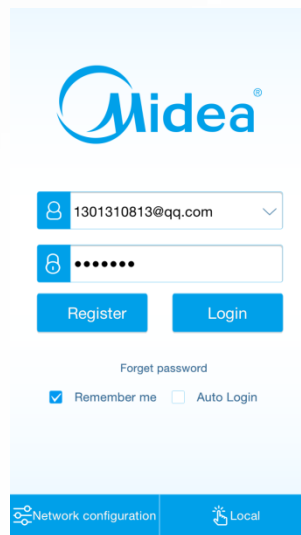 Midea®
1301310813@qq.com
•••••••
Register Login
Forget password
Remember me Auto Login
Network configuration Local